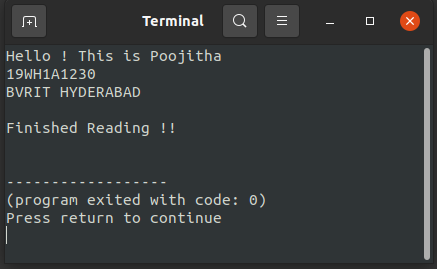 Terminal
Hello ! This is Poojitha
19WH1A1230
BVRIT HYDERABAD
Finished Reading !!
------------------
(program exited with code: 0)
Press return to continue